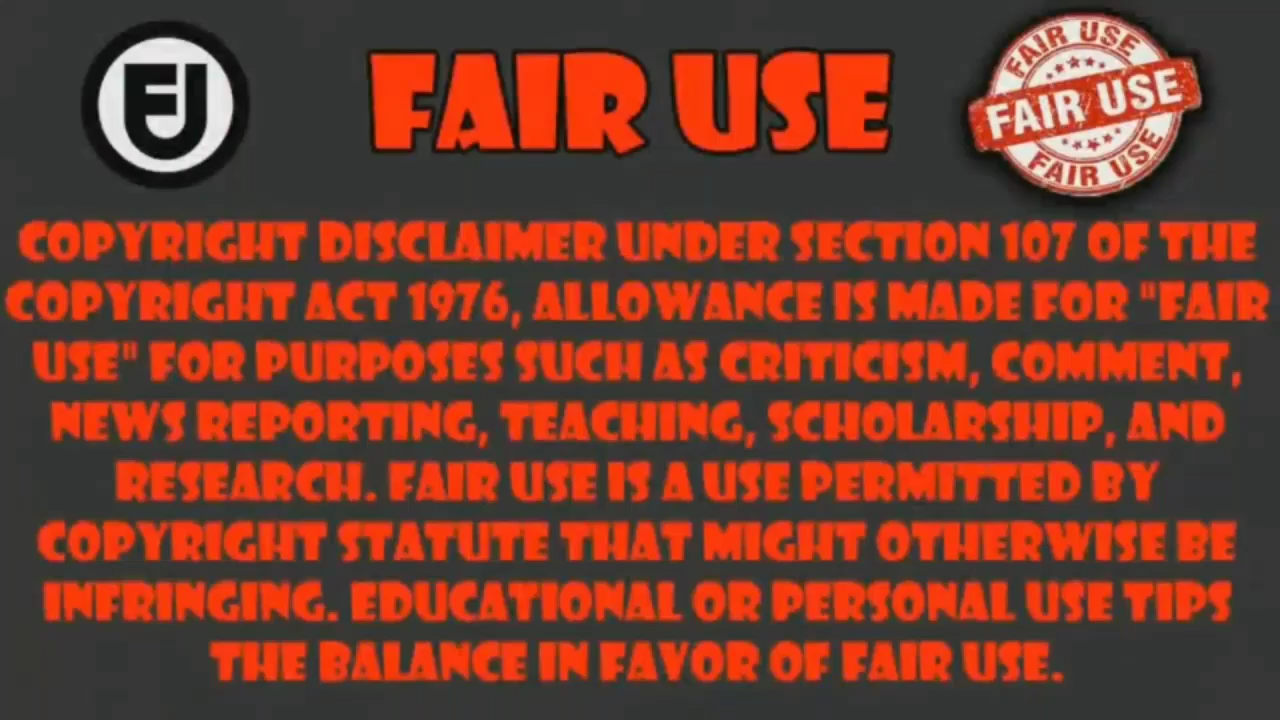 FU
FAIR USE
FAIR USE
FAIR USE
FAIR USE
COPYRIGHT DISCLAIMER UNDER SECTION 107 OF THE
COPYRIGHT ACT 1976, ALLOWANCE IS MADE FOR "FAIR
USE" FOR PURPOSES SUCH AS CRITICISM, COMMENT,
NEWS REPORTING, TEACHING, SCHOLARSHIP, AND
RESEARCH. FAIR USE IS A USE PERMITTED BY
COPYRIGHT STATUTE THAT MIGHT OTHERWISE BE
INFRINGING. EDUCATIONAL OR PERSONAL USE TIPS
THE BALANCE IN FAVOR OF FAIR USE.